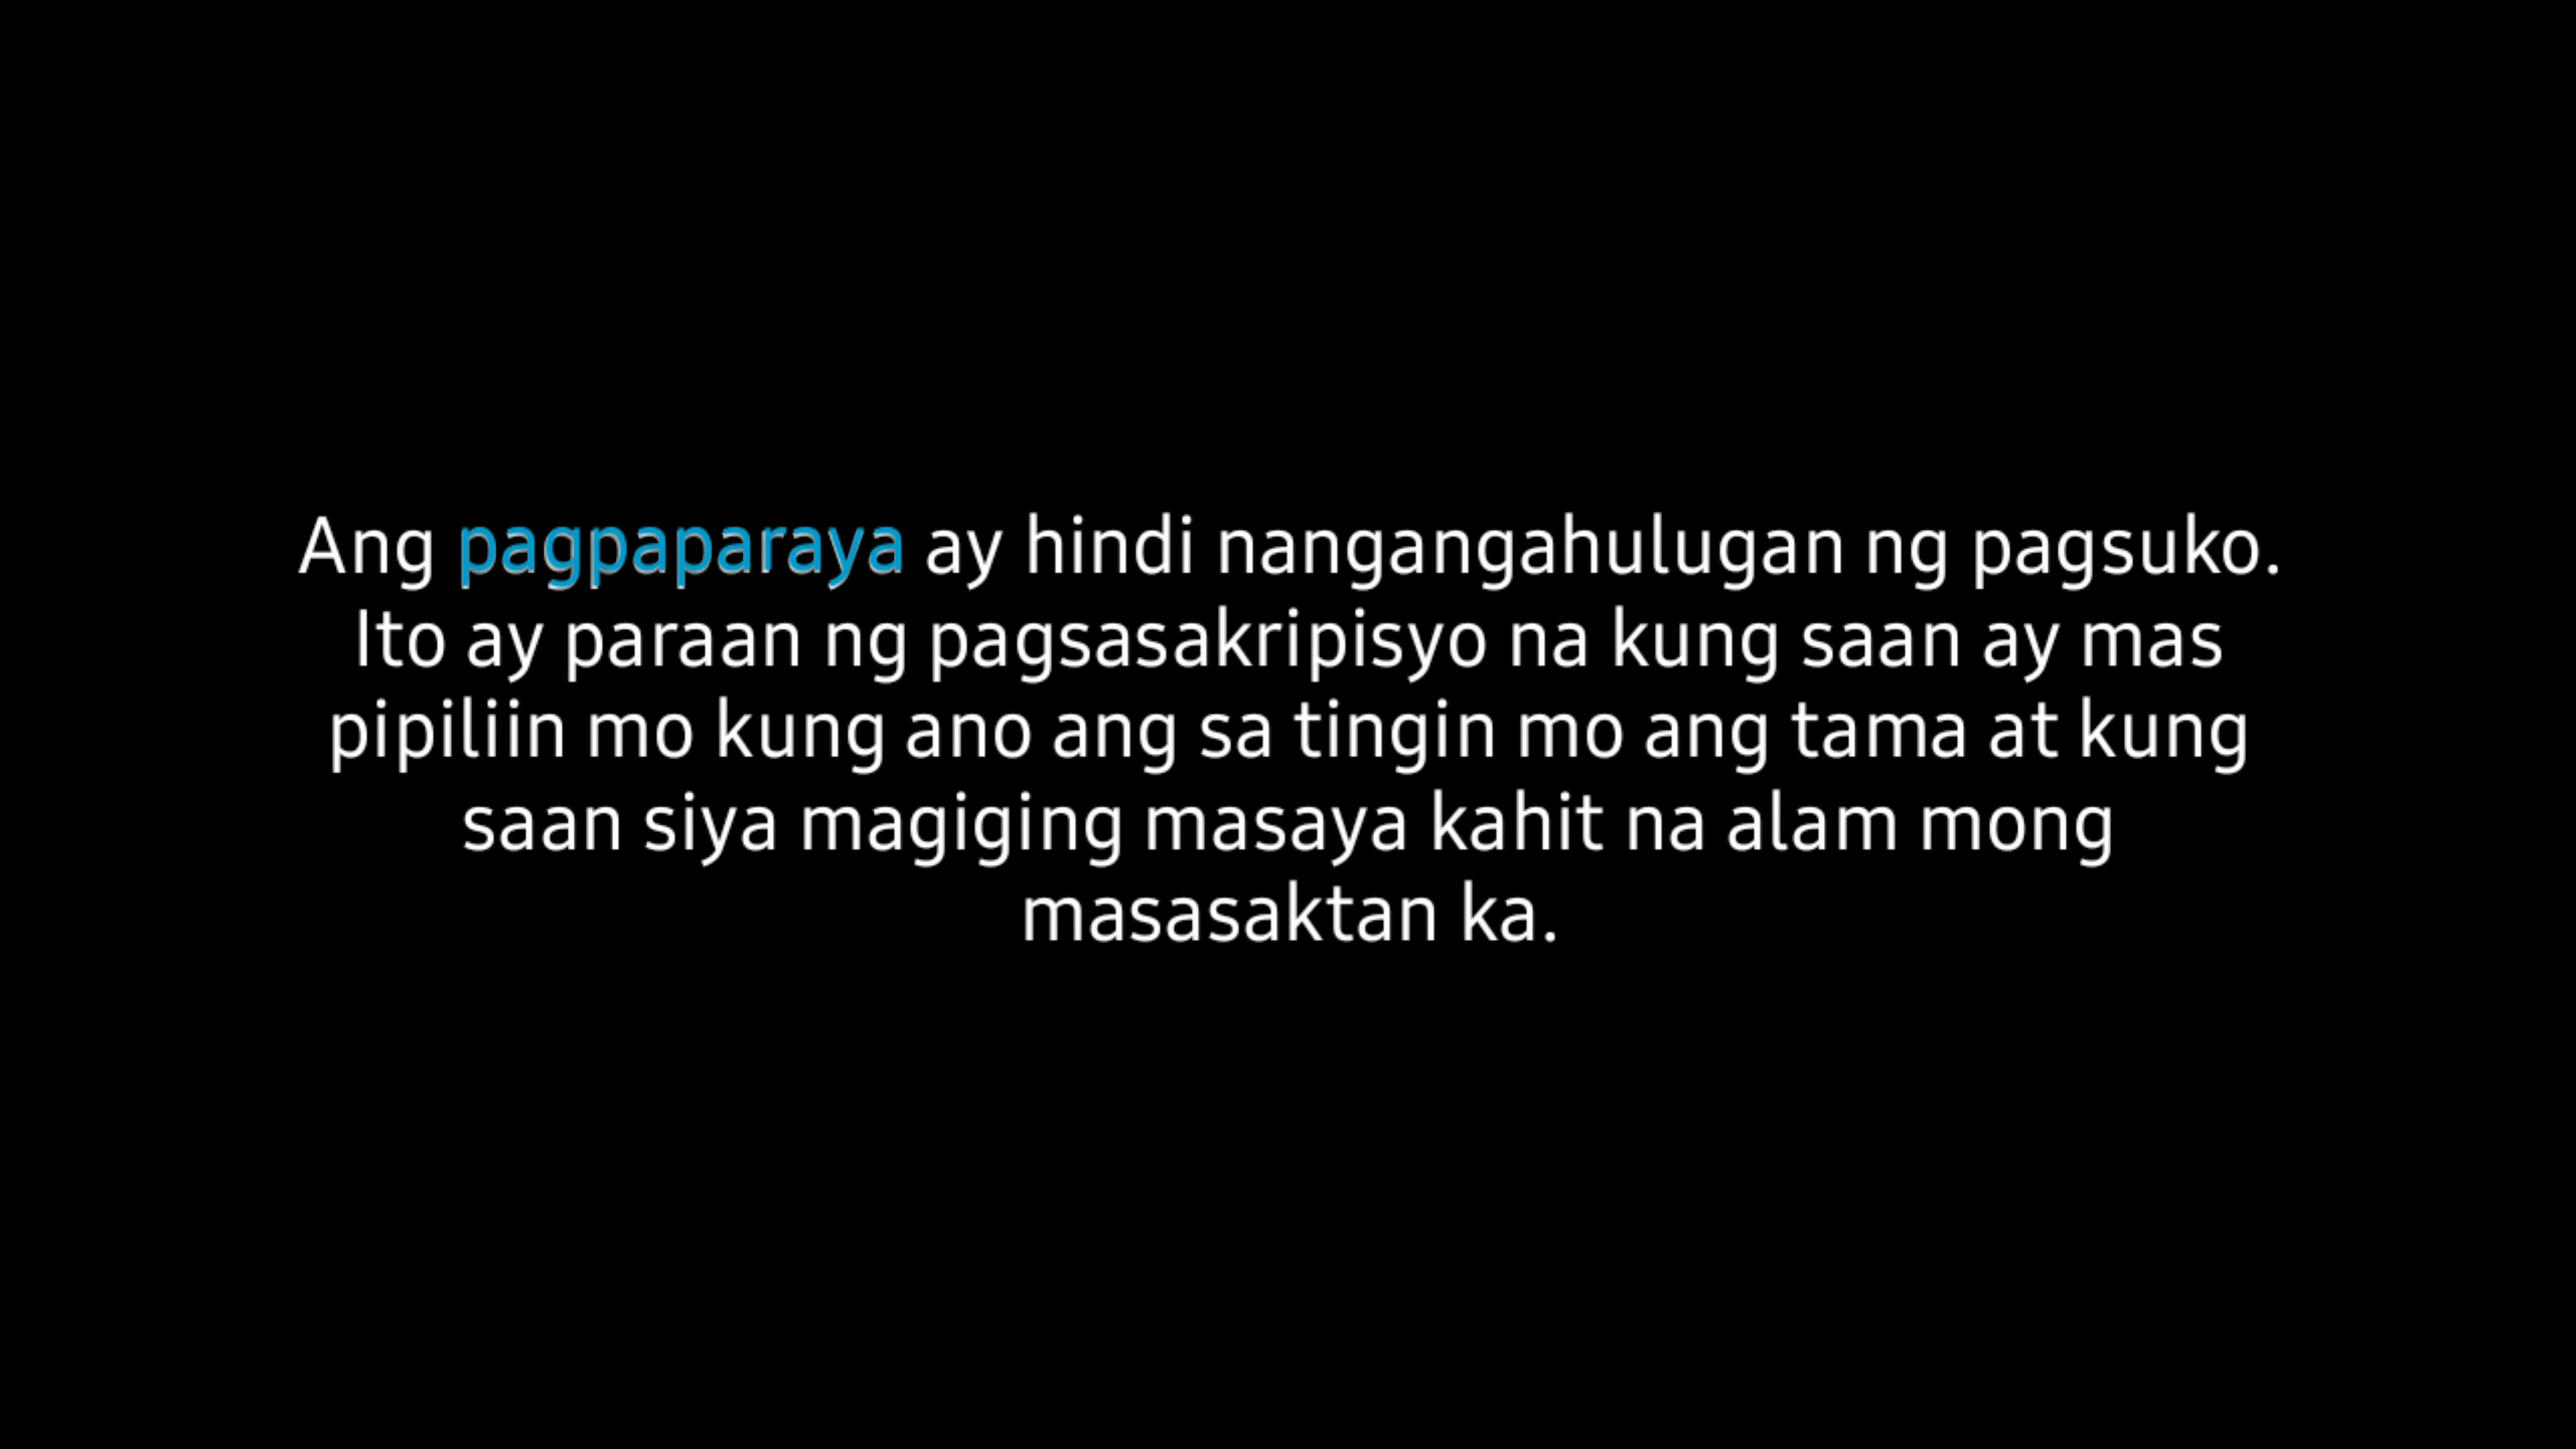 Ang pagpaparaya ay hindi nangangahulugan ng pagsuko.
Ito ay paraan ng pagsasakripisyo na kung saan ay mas
pipiliin mo kung ano ang sa tingin mo ang tama at kung
saan siya magiging masaya kahit na alam mong
masasaktan ka.